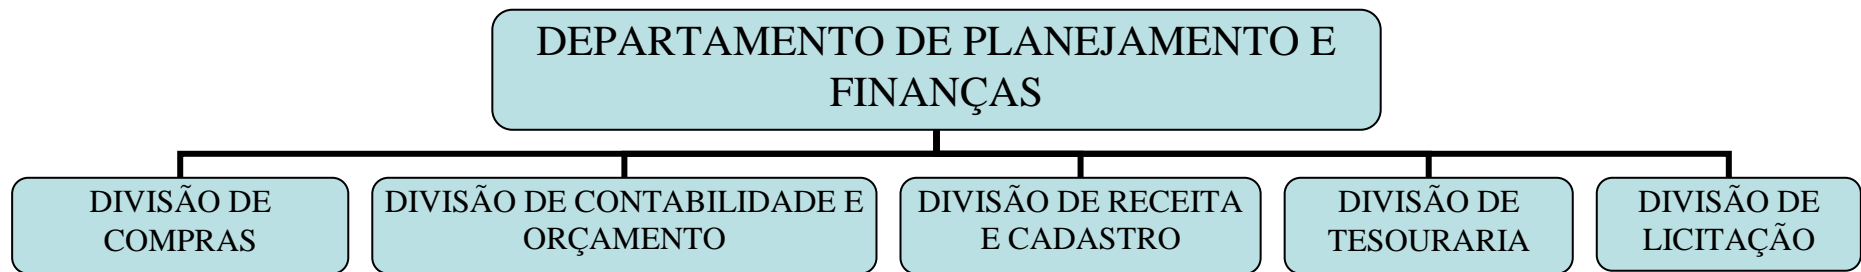 DEPARTAMENTO DE PLANEJAMENTO E
FINANÇAS
DIVISÃO DE
COMPRAS
DIVISÃO DE CONTABILIDADE E
ORÇAMENTO
DIVISÃO DE RECEITA
E CADASTRO
DIVISÃO DE
TESOURARIA
DIVISÃO DE
LICITAÇÃO